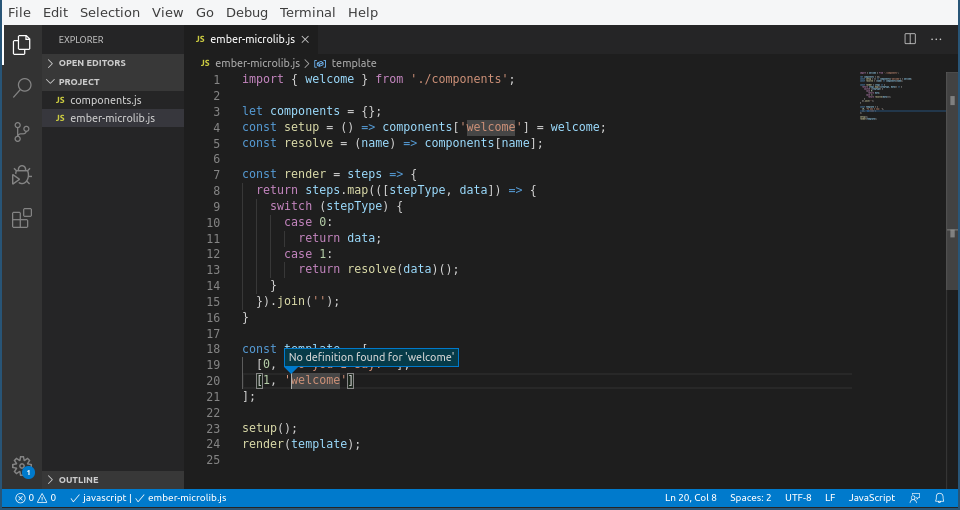 File Edit Selection View Go Debug Terminal Help
EXPLORER
OPEN EDITORS
PROJECT
JS components.js
JS ember-microlib.js
OUTLINE
1
JS ember-microlib.js ×
JS ember-microlib.js > template
1 import { welcome } from './components';
2
3 let components = {};
4 const setup = () => components['welcome'] = welcome;
5 const resolve = (name) => components[name];
6
7 const render = steps => {
8 return steps.map(([stepType, data]) => {
9 switch (stepType) {
10 case 0:
11 return data;
12 case 1:
13 return resolve(data)();
14 }
15 }).join('');
16 }
17
18 const template = [
No definition found for 'welcome'
19 [0,
20 [1, 'welcome']
21 ];
22
23 setup();
24 render(template);
25
0 0 javascript | ember-microlib.js Ln 20, Col 8 Spaces: 2 UTF-8 LF JavaScript